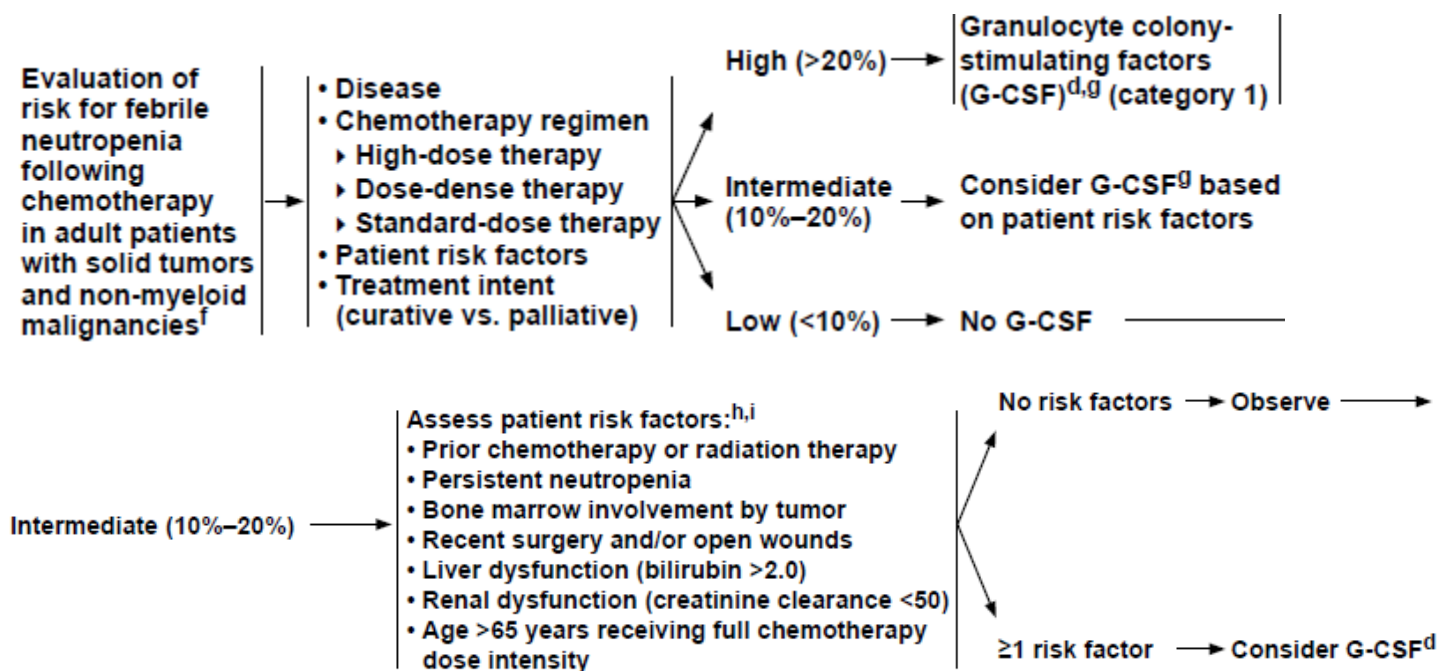 Evaluation of
risk for febrile
neutropenia
following
chemotherapy
in adult patients
with solid tumors
and non-myeloid
malignancies^f
• Disease
• Chemotherapy regimen
▸ High-dose therapy
▸ Dose-dense therapy
▸ Standard-dose therapy
• Patient risk factors
• Treatment intent
(curative vs. palliative)
High (>20%)
Granulocyte colony-
stimulating factors
(G-CSF)^d,g (category 1)
Intermediate
(10%–20%)
Consider G-CSF^g based
on patient risk factors
Low (<10%)
No G-CSF
Intermediate (10%–20%)
Assess patient risk factors:^h,i
• Prior chemotherapy or radiation therapy
• Persistent neutropenia
• Bone marrow involvement by tumor
• Recent surgery and/or open wounds
• Liver dysfunction (bilirubin >2.0)
• Renal dysfunction (creatinine clearance <50)
• Age >65 years receiving full chemotherapy
dose intensity
No risk factors
Observe
≥1 risk factor
Consider G-CSF^d